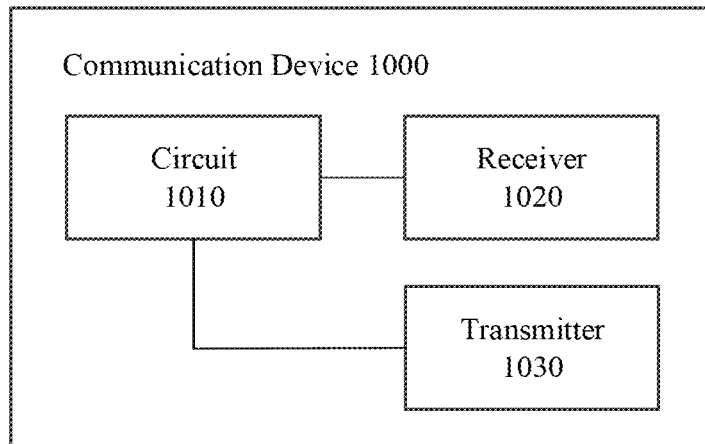 Communication Device 1000
Circuit
1010
Receiver
1020
Transmitter
1030